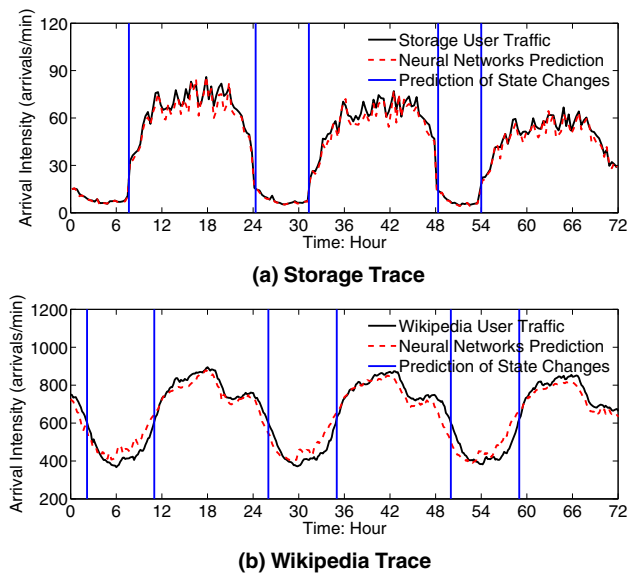 120
90
60
30
0
Arrival Intensity (arrivals/min)
Storage User Traffic
Neural Networks Prediction
Prediction of State Changes
0 6 12 18 24 30 36 42 48 54 60 66 72
Time: Hour
(a) Storage Trace
1200
1000
800
600
400
200
Arrival Intensity (arrivals/min)
Wikipedia User Traffic
Neural Networks Prediction
Prediction of State Changes
0 6 12 18 24 30 36 42 48 54 60 66 72
Time: Hour
(b) Wikipedia Trace